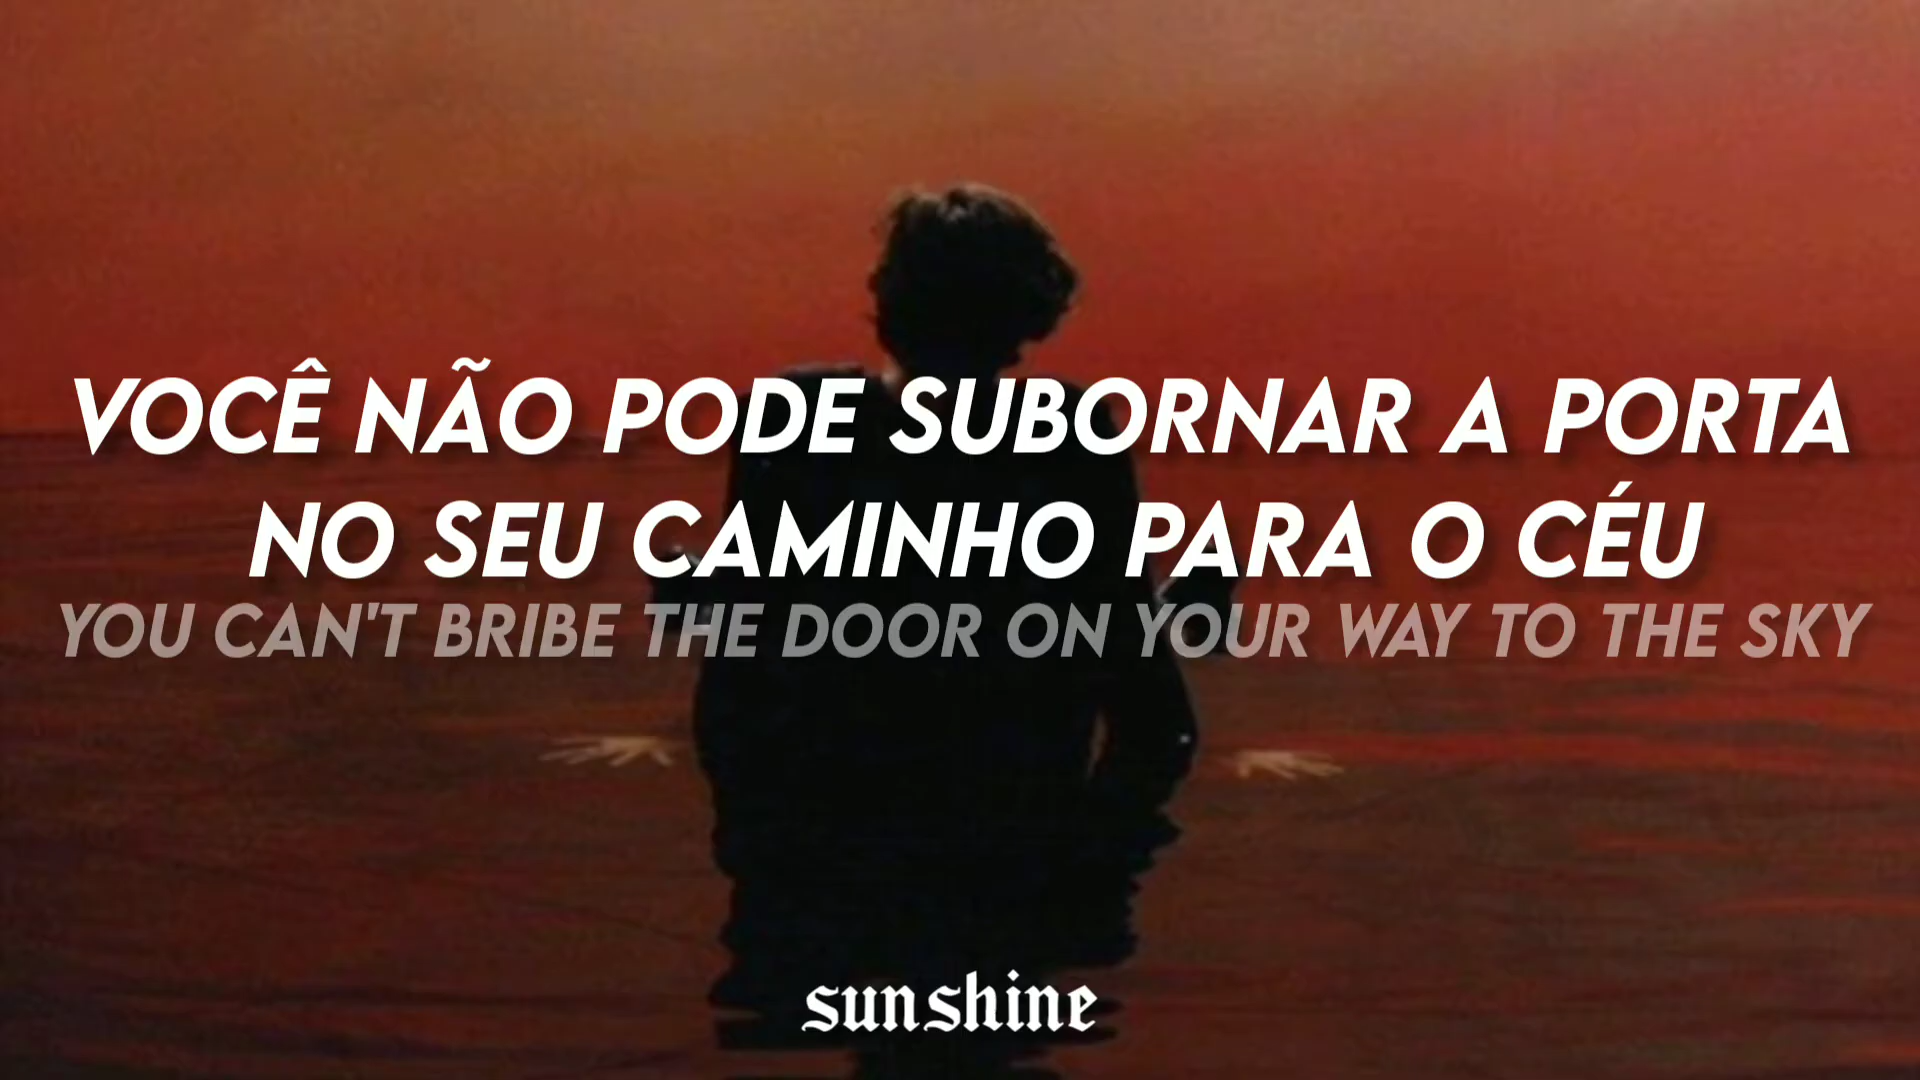 VOCÊ NÃO PODE SUBORNAR A PORTA
NO SEU CAMINHO PARA O CÉU
YOU CAN'T BRIBE THE DOOR ON YOUR WAY TO THE SKY
sunshine